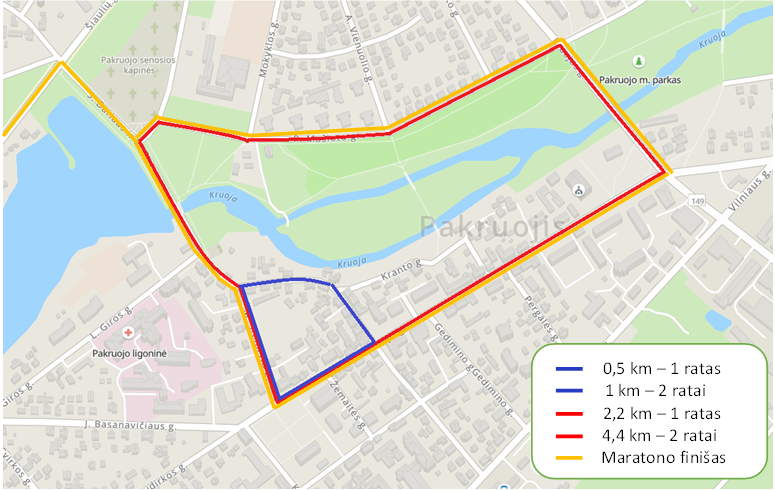 Šiaulių g.
Mokyklos g.
A. Vienuolio g.
Pakruojo senosios
kapinės
Kruoja
Pakruojo m. parkas
149
Vilniaus g.
Kruoja
Pakruojis
Kruoja
Kranto g.
L. Giros g.
Pergalės g.
Pakruojo ligoninė
Gedimino g.
Gedimino g.
Žemaitės g.
J. Basanavičiaus g.
0,5 km – 1 ratas
1 km – 2 ratai
2,2 km – 1 ratas
4,4 km – 2 ratai
Maratono finišas